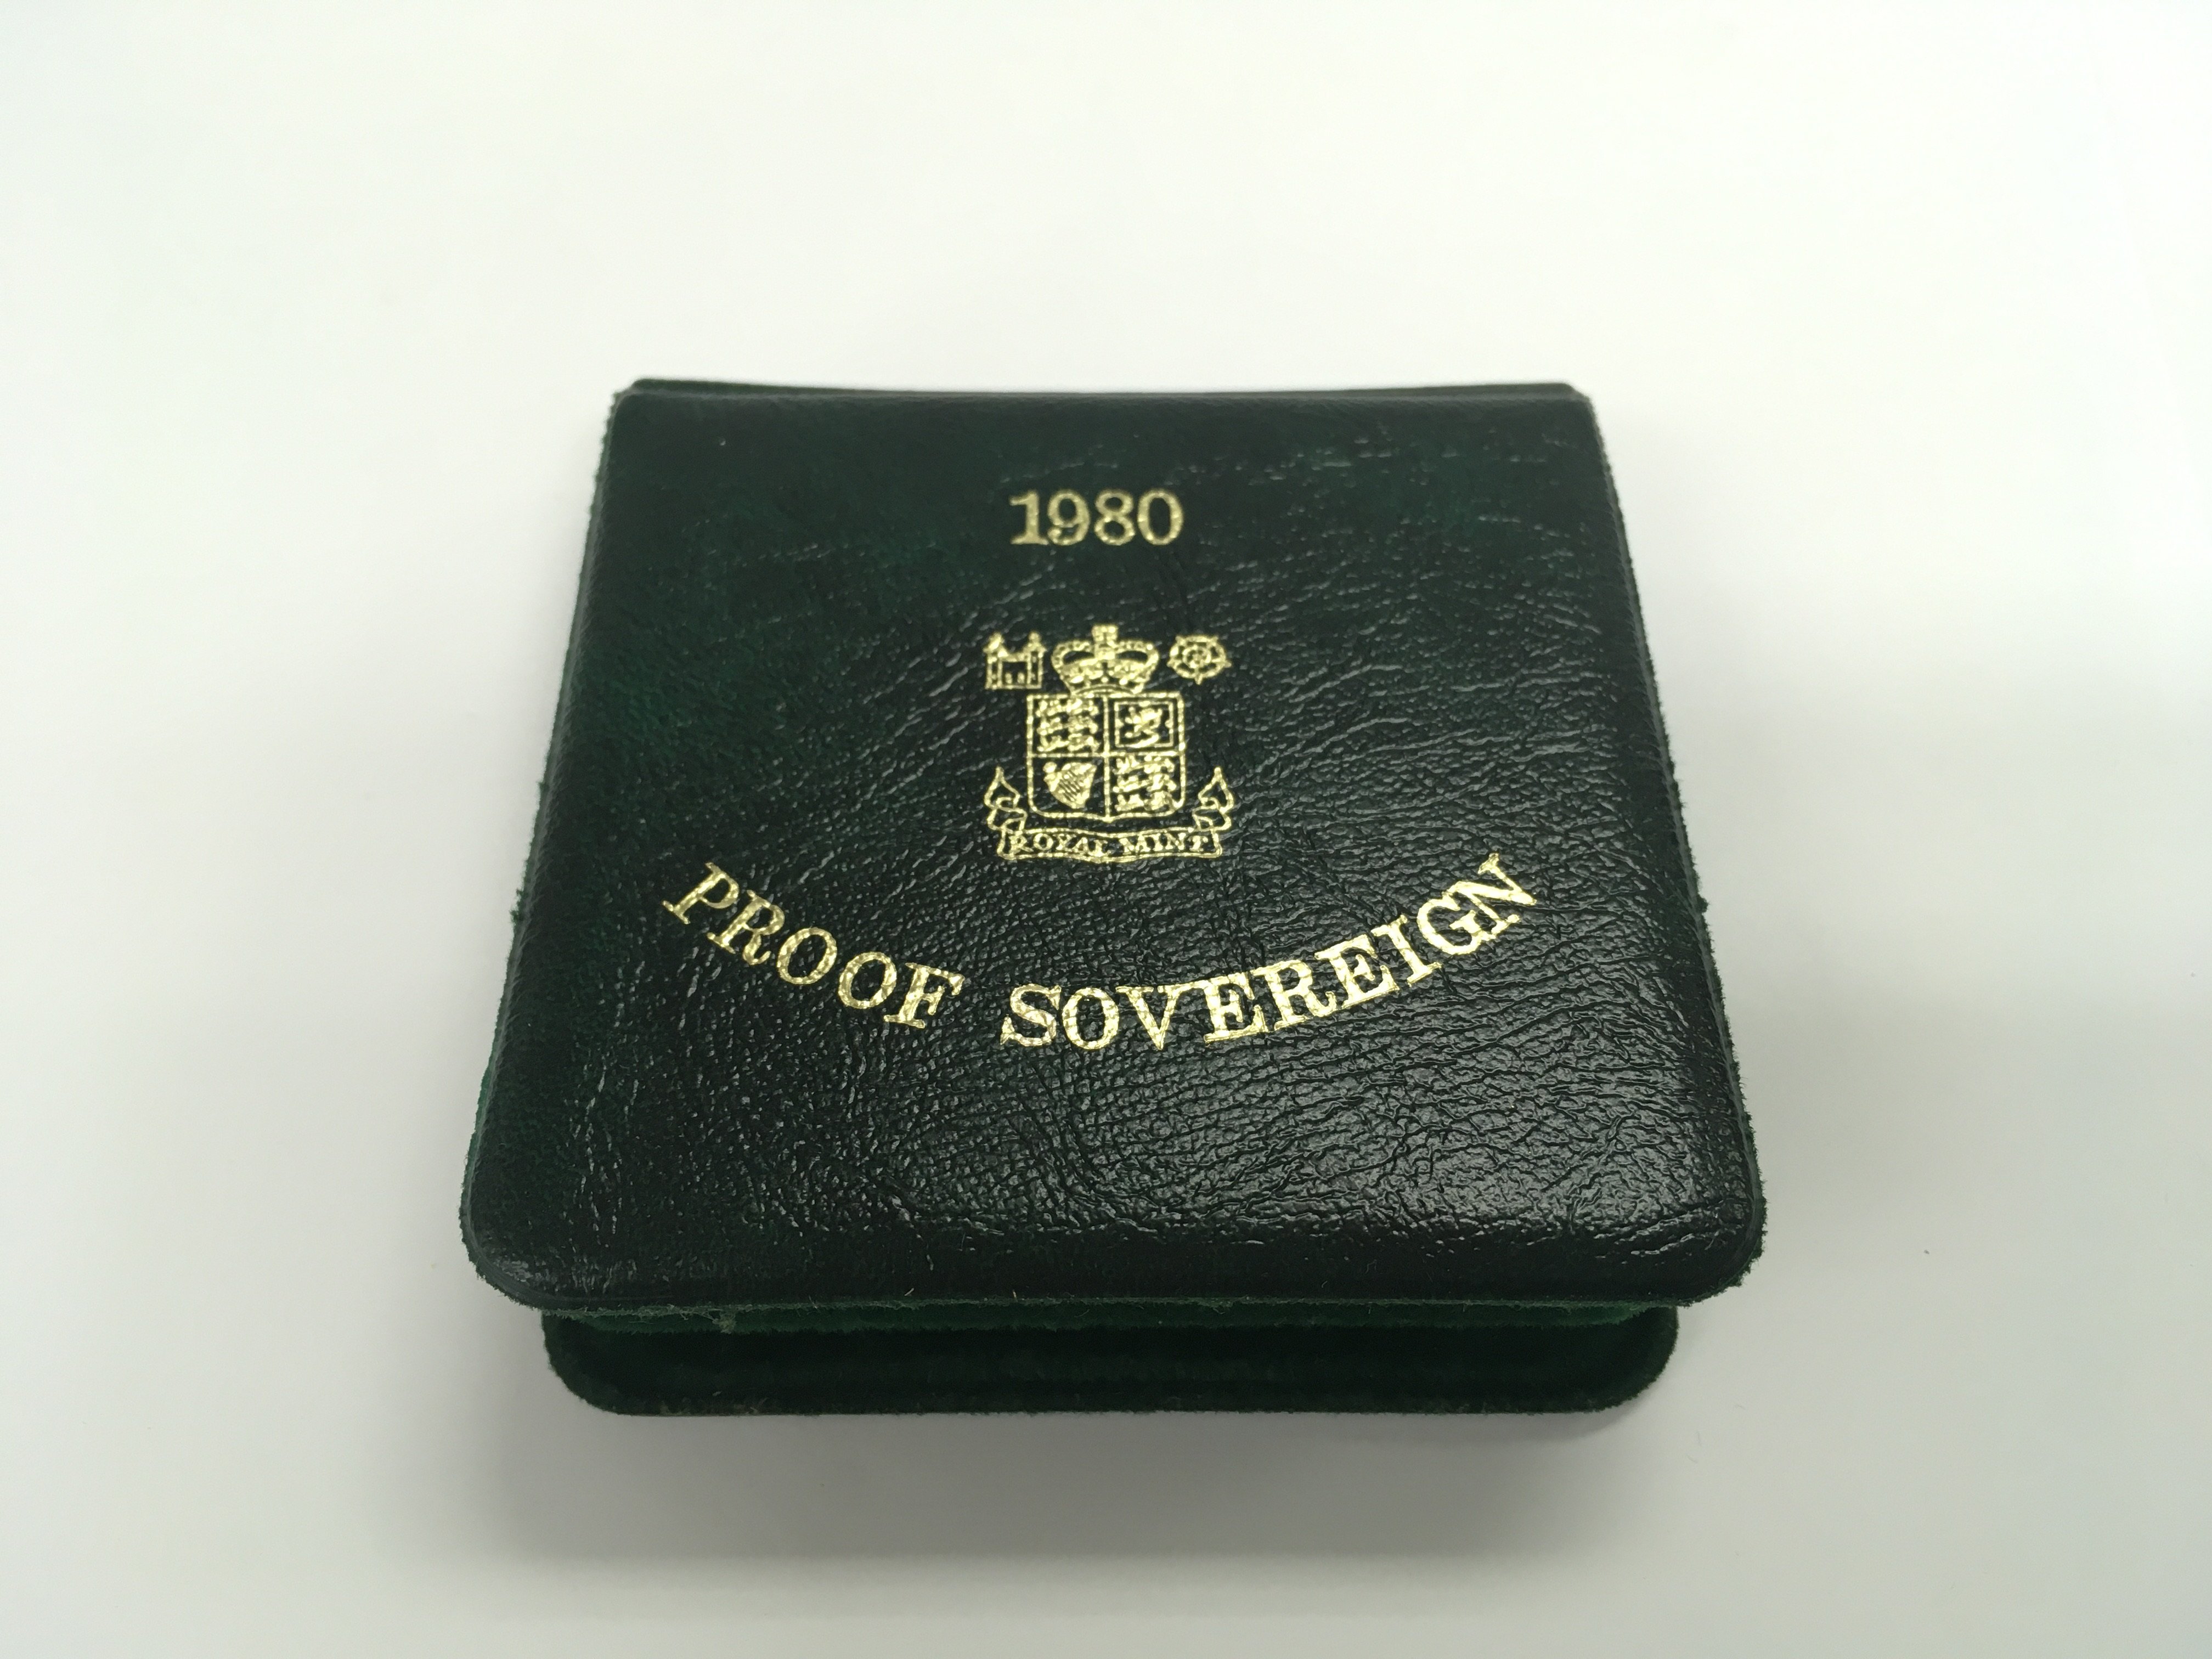 1980
ROYAL MINT
PROOF SOVEREIGN